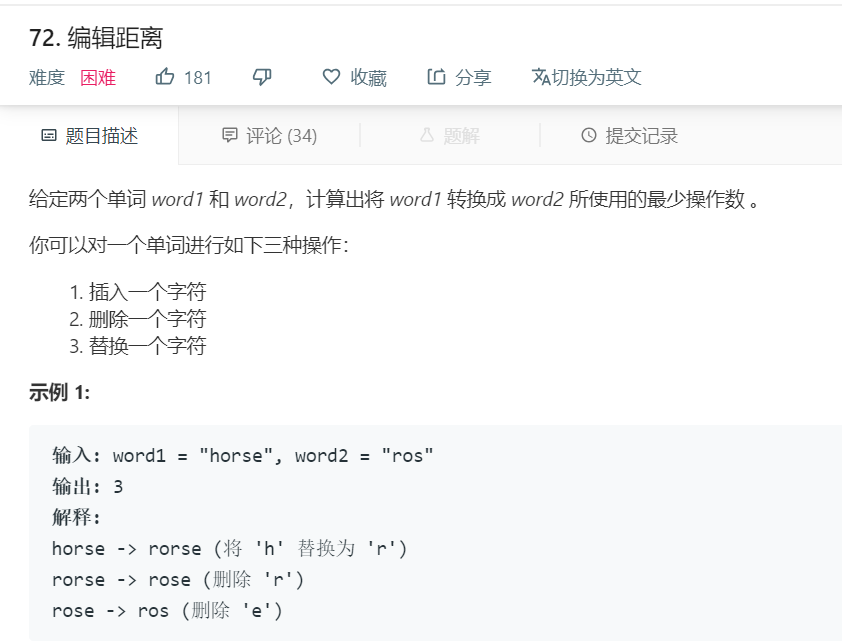 72. 编辑距离
难度 困难 181 收藏 分享 切换为英文
题目描述 评论 (34) 题解 提交记录
给定两个单词 word1 和 word2，计算出将 word1 转换成 word2 所使用的最少操作数 。
你可以对一个单词进行如下三种操作：
1. 插入一个字符
2. 删除一个字符
3. 替换一个字符
示例 1:
输入: word1 = "horse", word2 = "ros"
输出: 3
解释:
horse -> rorse (将 'h' 替换为 'r')
rorse -> rose (删除 'r')
rose -> ros (删除 'e')